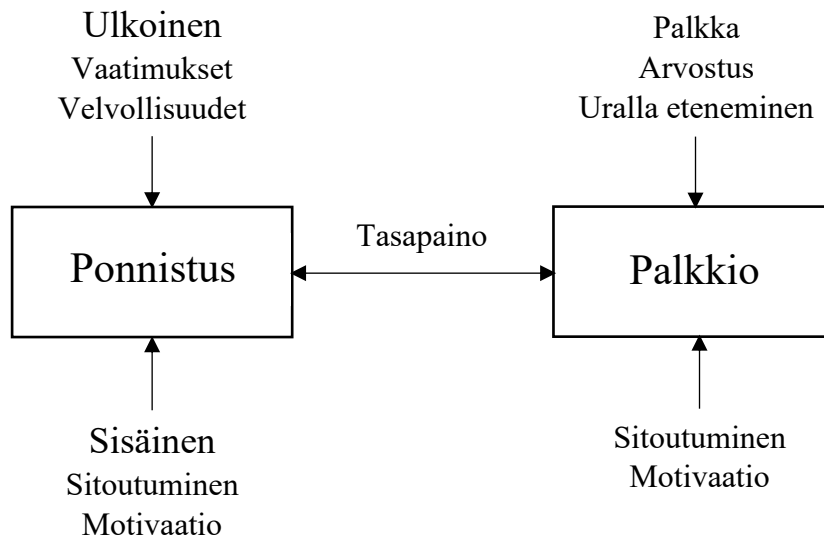 Ulkoinen
Vaatimukset
Velvollisuudet
Palkka
Arvostus
Uralla eteneminen
Ponnistus
Tasapaino
Palkkio
Sisäinen
Sitoutuminen
Motivaatio
Sitoutuminen
Motivaatio